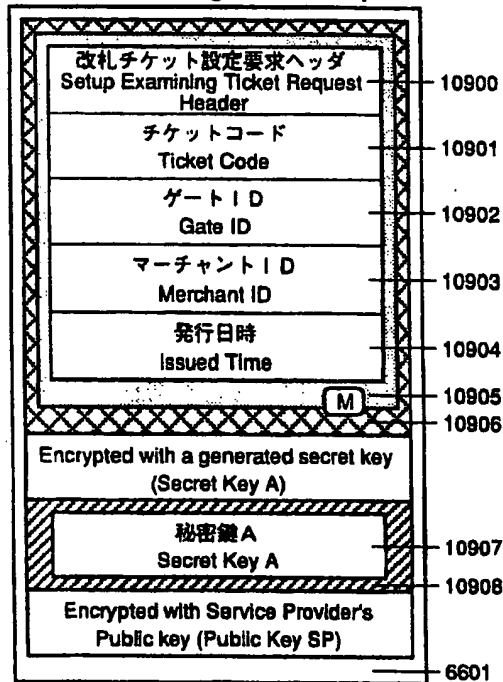 改札チケット設定要求ヘッダ
Setup Examining Ticket Request
Header
10900
チケットコード
Ticket Code
10901
ゲートID
Gate ID
10902
マーチャントID
Merchant ID
10903
発行日時
Issued Time
10904
M
10905
10906
Encrypted with a generated secret key
(Secret Key A)
秘密鍵A
Secret Key A
10907
10908
Encrypted with Service Provider's
Public key (Public Key SP)
6601